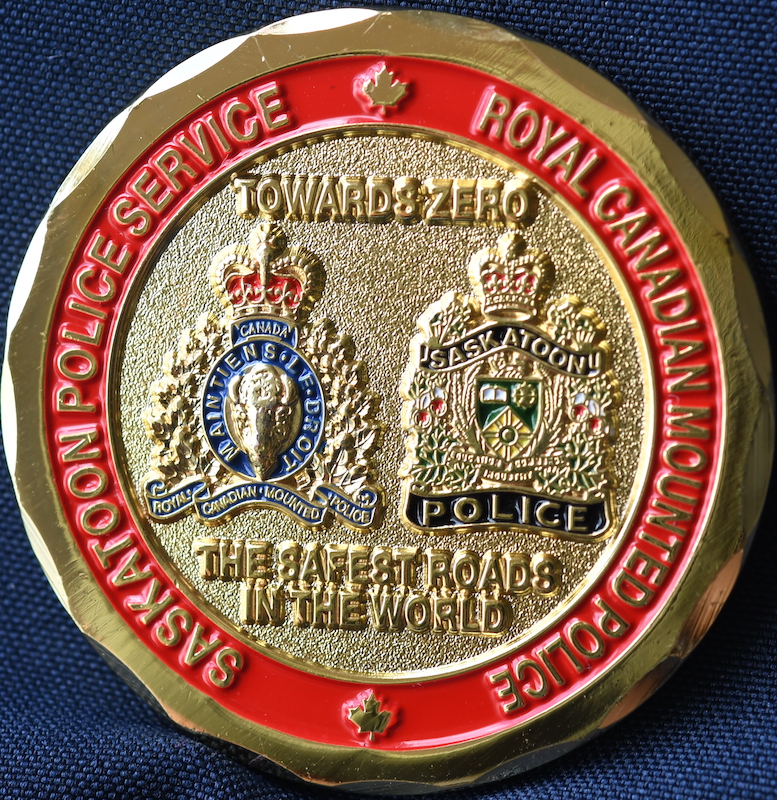 SASKATOON POLICE SERVICE
ROYAL CANADIAN MOUNTED POLICE
TOWARDS ZERO
CANADA
MAINTIENS LE DROIT
ROYAL CANADIAN MOUNTED POLICE
SASKATOON
POLICE
THE SAFEST ROADS
IN THE WORLD